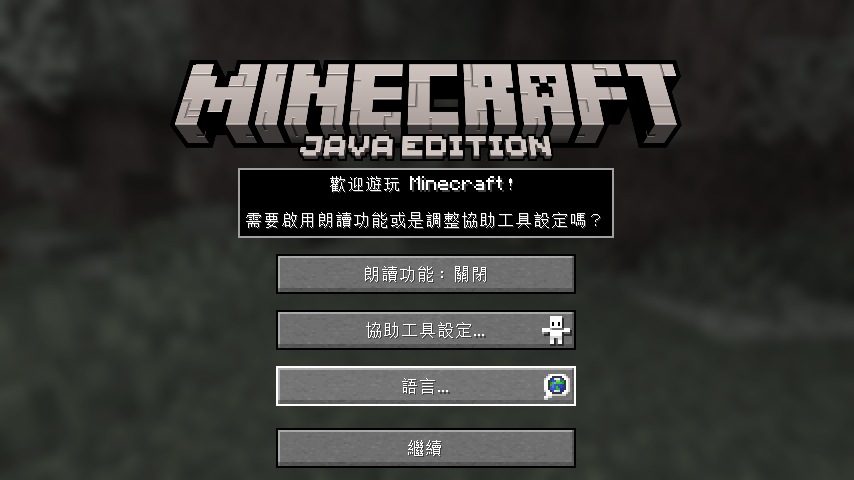 MINECRAFT
JAVA EDITION
歡迎遊玩 Minecraft！
需要啟用朗讀功能或是調整協助工具設定嗎？
朗讀功能：關閉
協助工具設定...
語言...
繼續